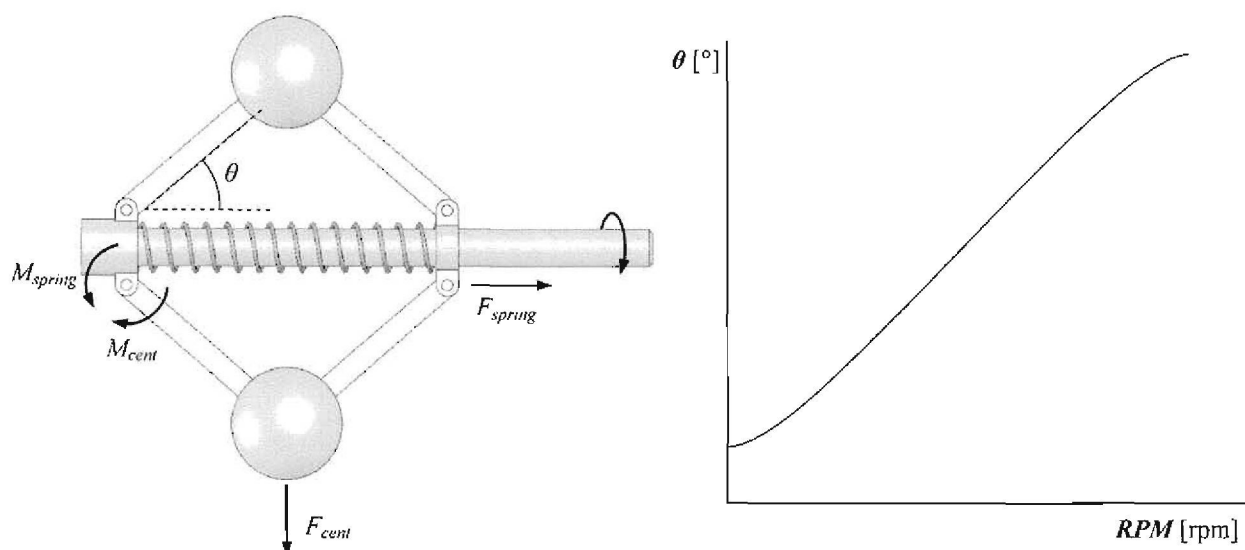 θ
M_spring
M_cent
F_spring
F_cent
θ [°]
RPM [rpm]